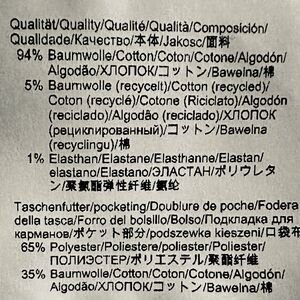 Qualität/Quality/Qualité/Qualità/Composición/
Qualidade/Качество/本体/Jakość/面料
94% Baumwolle/Cotton/Coton/Cotone/Algodón/
Algodão/ХЛОПОК/コットン/Bawełna/棉
5% Baumwolle (recycelt)/Cotton (recycled)/
Coton (recyclé)/Cotone (Riciclato)/Algodón
(reciclado)/Algodão (reciclado)/ХЛОПОК
(рециклированный)/コットン/Bawełna
(recyclingu)/棉
1% Elasthan/Elastane/Elasthanne/Elastan/
elastano/Elastano/ЭЛАСТАН/ポリウレタ
ン/聚氨酯弹性纤维/氨纶
Taschenfutter/pocketing/Doublure de poche/Fodera
della tasca/Forro del bolsillo/Bolso/Подкладка для
карманов/ポケット部分/podszewka kieszeni/口袋布
65% Polyester/Poliestere/poliéster/Poliester/
ПОЛИЭСТЕР/ポリエステル/聚酯纤维
35% Baumwolle/Cotton/Coton/Cotone/Algodón/
Algodão/ХЛОПОК/コットン/Bawełna/棉